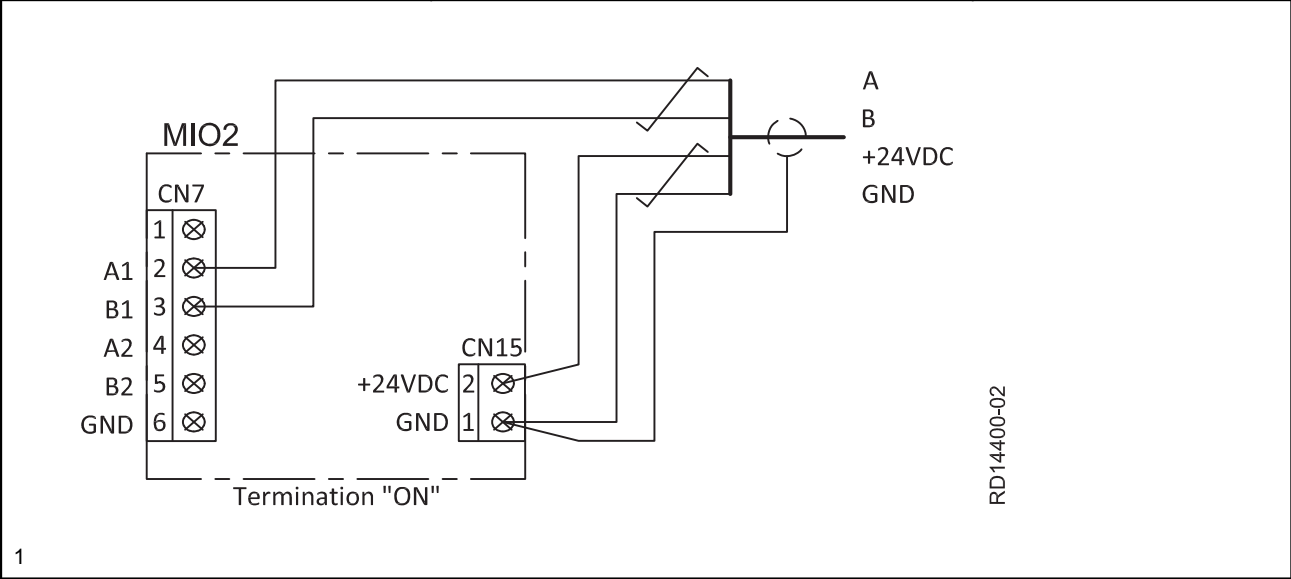 A
B
+24VDC
GND
MIO2
CN7
1
A1 2
B1 3
A2 4
B2 5
GND 6
CN15
+24VDC 2
GND 1
Termination "ON"
RD14400-02
1